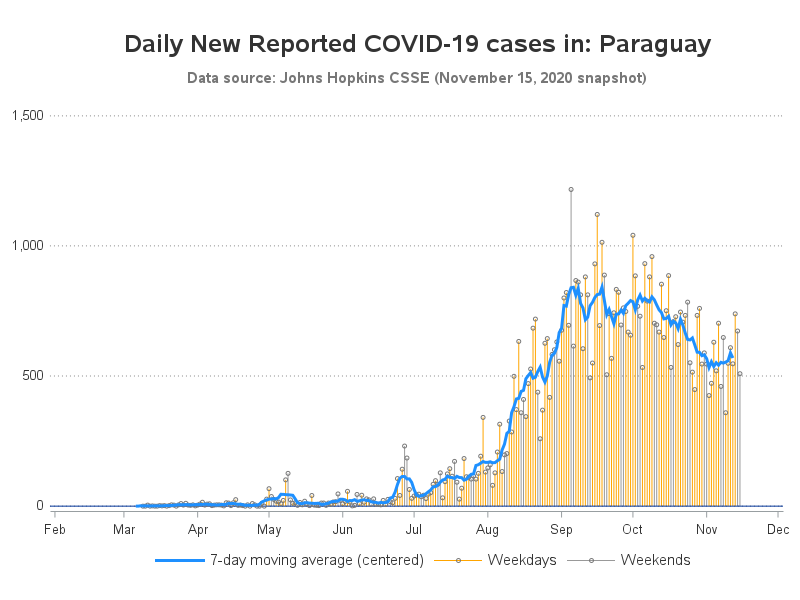 Daily New Reported COVID-19 cases in: Paraguay
Data source: Johns Hopkins CSSE (November 15, 2020 snapshot)
1,500
1,000
500
0
Feb Mar Apr May Jun Jul Aug Sep Oct Nov Dec
7-day moving average (centered) Weekdays Weekends